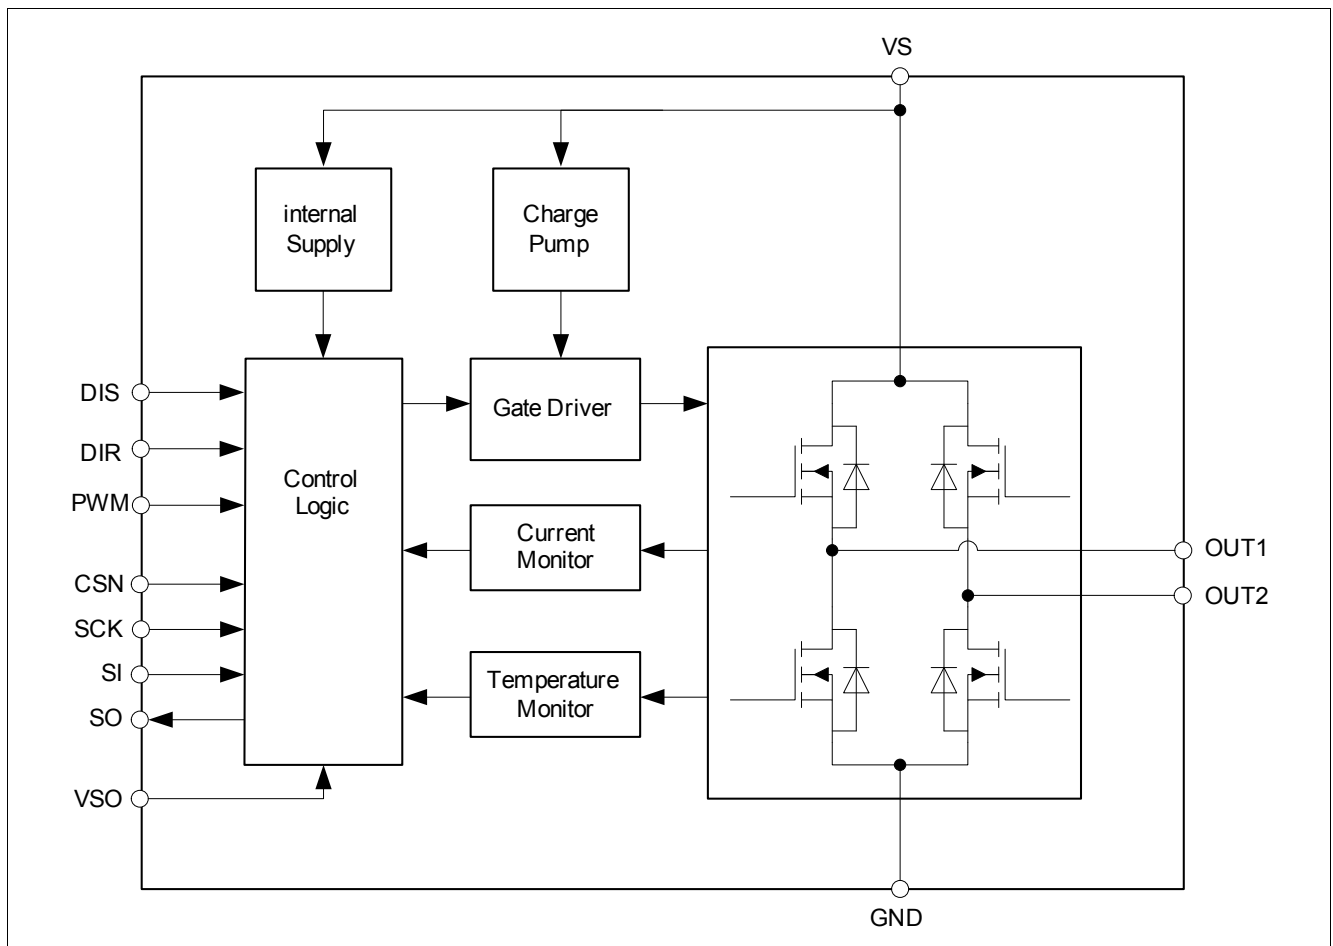 VS
internal
Supply
Charge
Pump
DIS
DIR
PWM
CSN
SCK
SI
SO
VSO
Control
Logic
Gate Driver
Current
Monitor
Temperature
Monitor
OUT1
OUT2
GND